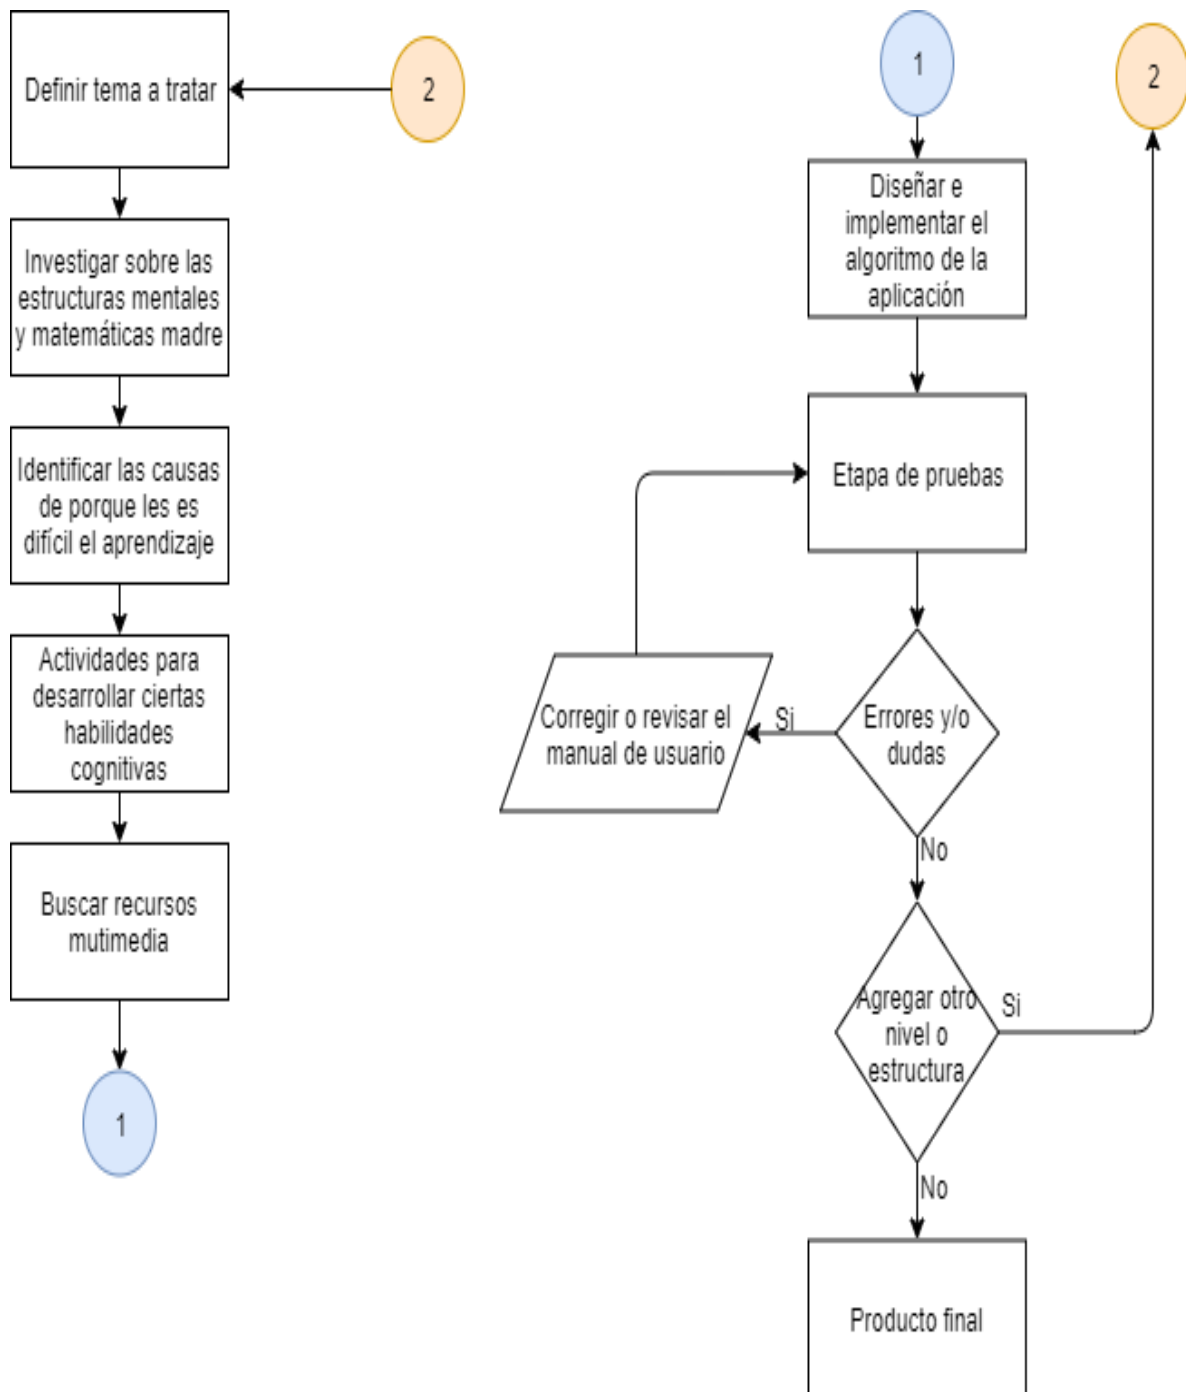 Definir tema a tratar
2
Investigar sobre las
estructuras mentales
y matemáticas madre
Identificar las causas
de porque les es
difícil el aprendizaje
Actividades para
desarrollar ciertas
habilidades
cognitivas
Buscar recursos
mutimedia
1
1
Diseñar e
implementar el
algoritmo de la
aplicación
Etapa de pruebas
Errores y/o
dudas
Si
Corregir o revisar el
manual de usuario
No
Agregar otro
nivel o
estructura
Si
2
No
Producto final